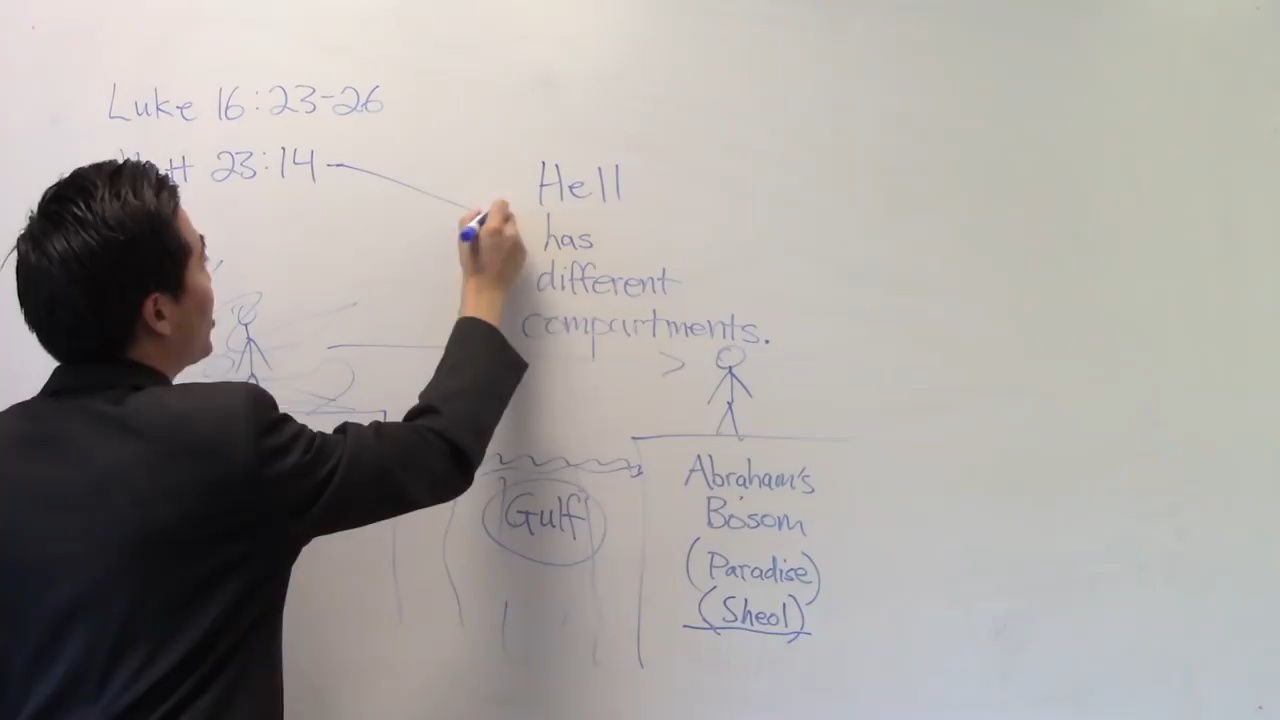 Luke 16:23-26
23:14
Hell
has
different
compartments.
Gulf
Abraham's
Bosom
(Paradise)
(Sheol)